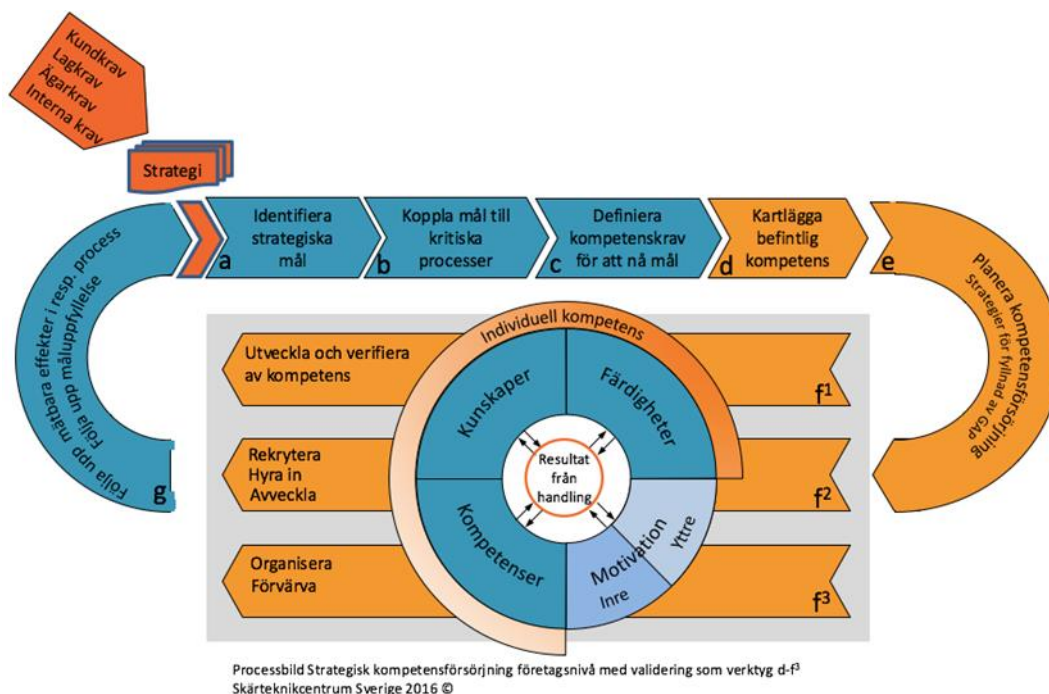 Kundkrav
Lagkrav
Ägarkrav
Interna krav
Strategi
Identifiera
strategiska
mål
a
Koppla mål till
kritiska
processer
b
Definiera
kompetenskrav
för att nå mål
c
Kartlägga
befintlig
kompetens
d
e
Planera kompetensförsörjning
Strategier för fyllnad av GAP
Utveckla och verifiera
av kompetens
f¹
Rekrytera
Hyra in
Avveckla
f²
Organisera
Förvärva
f³
Individuell kompetens
Kunskaper
Färdigheter
Resultat
från
handling
Kompetenser
Motivation
Yttre
Inre
Följa upp mätbara effekter i resp. process
Följa upp måluppfyllelse
g
Processbild Strategisk kompetensförsörjning företagsnivå med validering som verktyg d-f³
Skärteknikcentrum Sverige 2016 ©